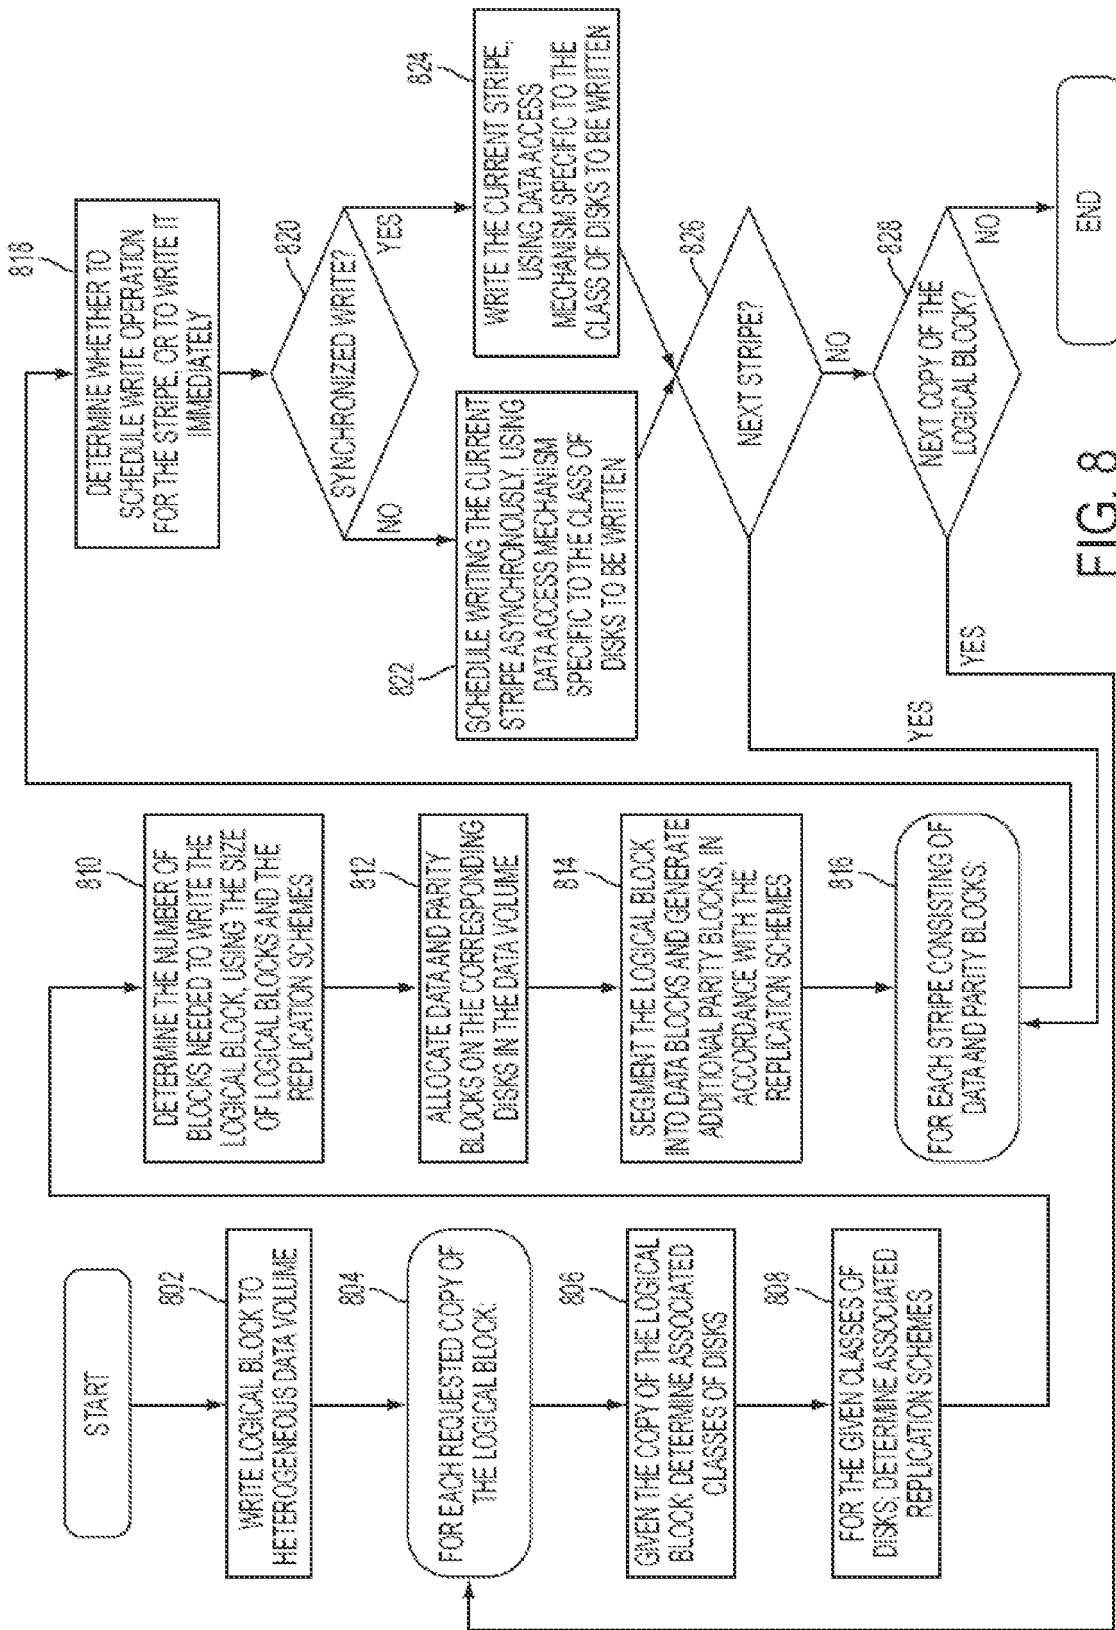 START
802
WRITE LOGICAL BLOCK TO
HETEROGENEOUS DATA VOLUME
804
FOR EACH REQUESTED COPY OF
THE LOGICAL BLOCK:
806
GIVEN THE COPY OF THE LOGICAL
BLOCK: DETERMINE ASSOCIATED
CLASSES OF DISKS
808
FOR THE GIVEN CLASSES OF
DISKS: DETERMINE ASSOCIATED
REPLICATION SCHEMES
810
DETERMINE THE NUMBER OF
BLOCKS NEEDED TO WRITE THE
LOGICAL BLOCK, USING THE SIZE
OF LOGICAL BLOCKS AND THE
REPLICATION SCHEMES
812
ALLOCATE DATA AND PARITY
BLOCKS ON THE CORRESPONDING
DISKS IN THE DATA VOLUME
814
SEGMENT THE LOGICAL BLOCK
INTO DATA BLOCKS AND GENERATE
ADDITIONAL PARITY BLOCKS, IN
ACCORDANCE WITH THE
REPLICATION SCHEMES
816
FOR EACH STRIPE CONSISTING OF
DATA AND PARITY BLOCKS:
818
DETERMINE WHETHER TO
SCHEDULE WRITE OPERATION
FOR THE STRIPE, OR TO WRITE IT
IMMEDIATELY
820
SYNCHRONIZED WRITE?
NO
YES
822
SCHEDULE WRITING THE CURRENT
STRIPE ASYNCHRONOUSLY, USING
DATA ACCESS MECHANISM
SPECIFIC TO THE CLASS OF
DISKS TO BE WRITTEN
824
WRITE THE CURRENT STRIPE,
USING DATA ACCESS
MECHANISM SPECIFIC TO THE
CLASS OF DISKS TO BE WRITTEN
826
NEXT STRIPE?
YES
NO
828
NEXT COPY OF THE
LOGICAL BLOCK?
YES
NO
END
FIG. 8